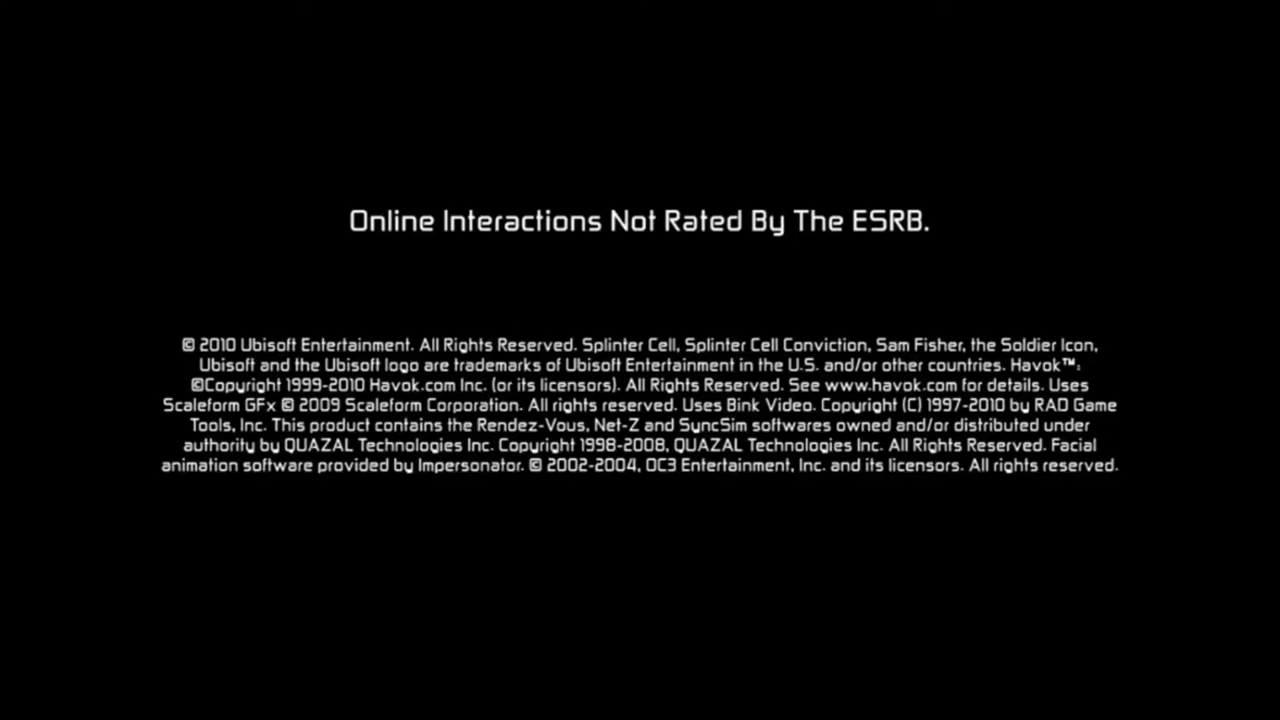 Online Interactions Not Rated By The ESRB.
© 2010 Ubisoft Entertainment. All Rights Reserved. Splinter Cell, Splinter Cell Conviction, Sam Fisher, the Soldier Icon,
Ubisoft and the Ubisoft logo are trademarks of Ubisoft Entertainment in the U.S. and/or other countries. Havok™:
©Copyright 1999-2010 Havok.com Inc. (or its licensors). All Rights Reserved. See www.havok.com for details. Uses
Scaleform GFx © 2009 Scaleform Corporation. All rights reserved. Uses Bink Video. Copyright (C) 1997-2010 by RAD Game
Tools, Inc. This product contains the Rendez-Vous, Net-Z and SyncSim softwares owned and/or distributed under
authority by QUAZAL Technologies Inc. Copyright 1998-2008, QUAZAL Technologies Inc. All Rights Reserved. Facial
animation software provided by Impersonator. © 2002-2004, OC3 Entertainment, Inc. and its licensors. All rights reserved.